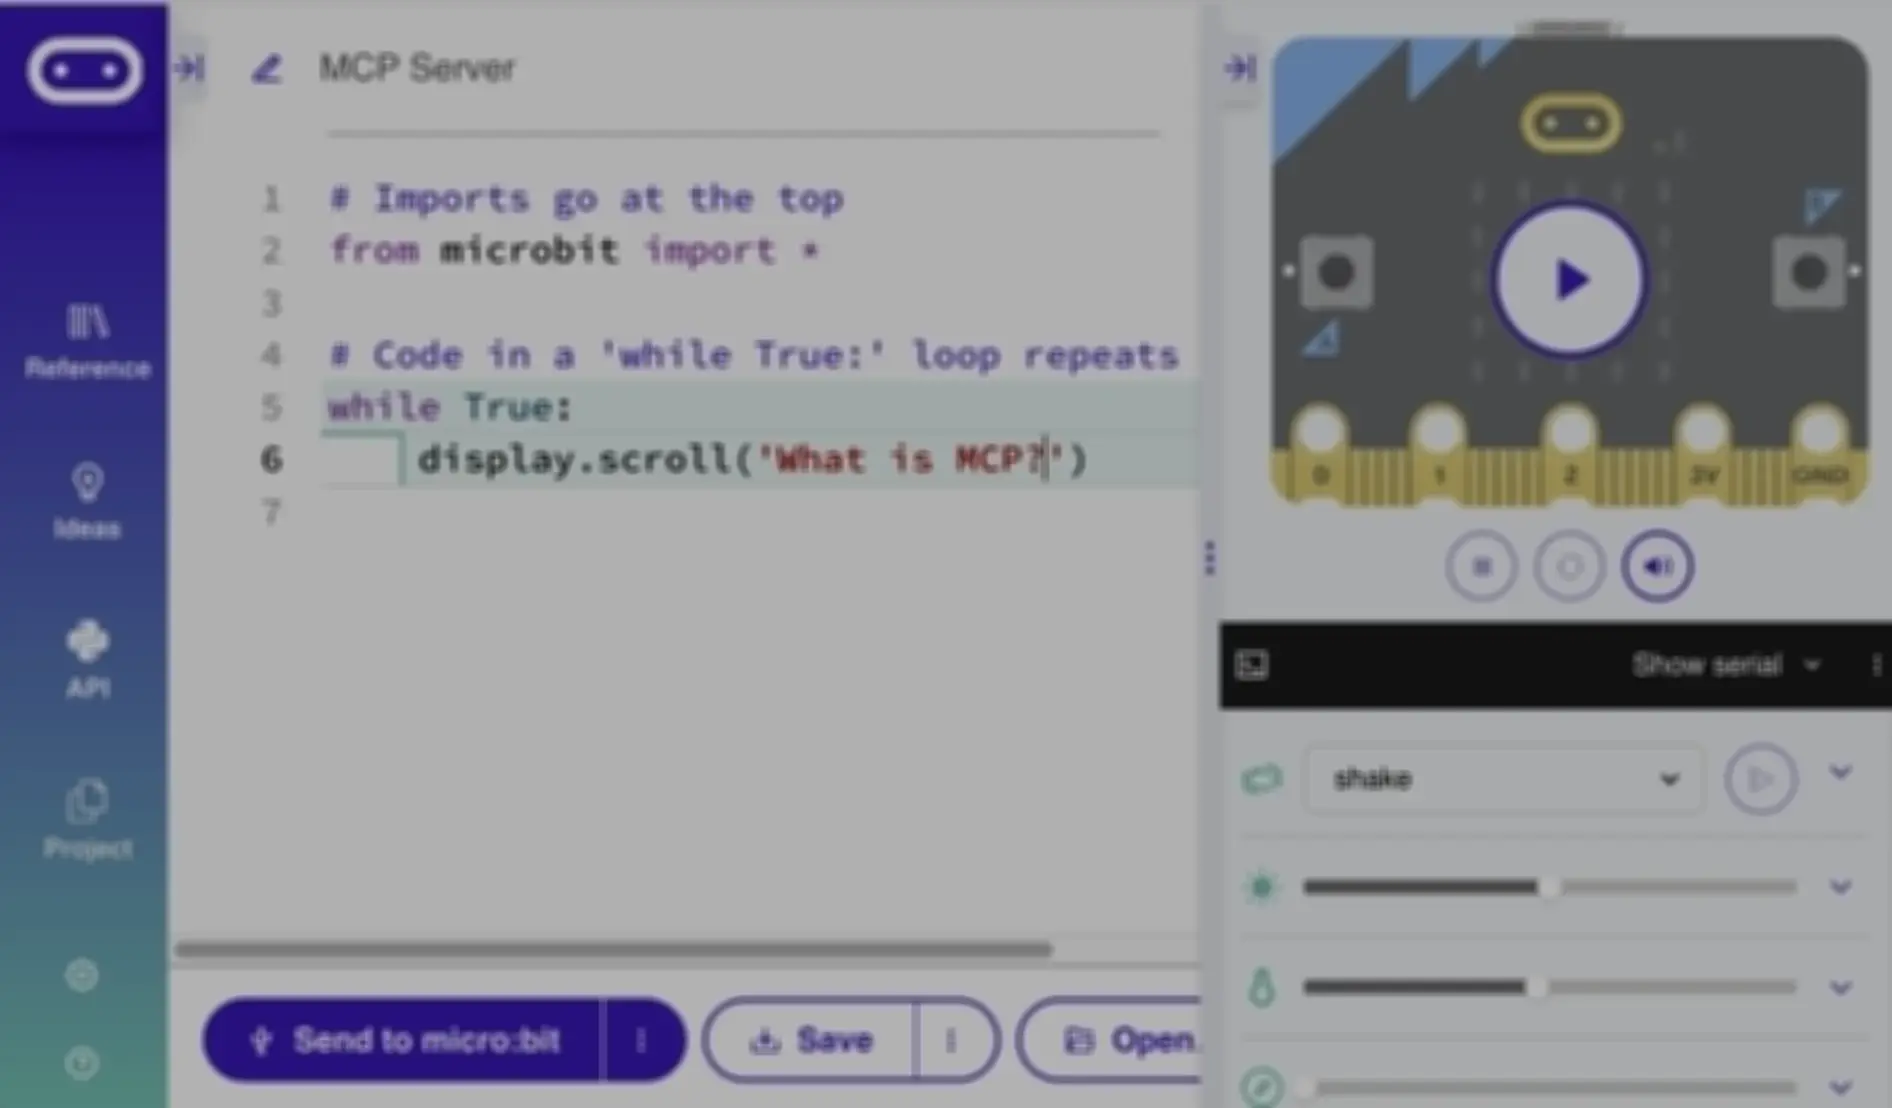 MCP Server
1 # Imports go at the top
2 from microbit import *
3
4 # Code in a 'while True:' loop repeats
5 while True:
6 display.scroll('What is MCP?')
7
Reference
Ideas
API
Project
Send to micro:bit
Save
Open.
B
A
0 1 2 3V GND
Show serial
shake